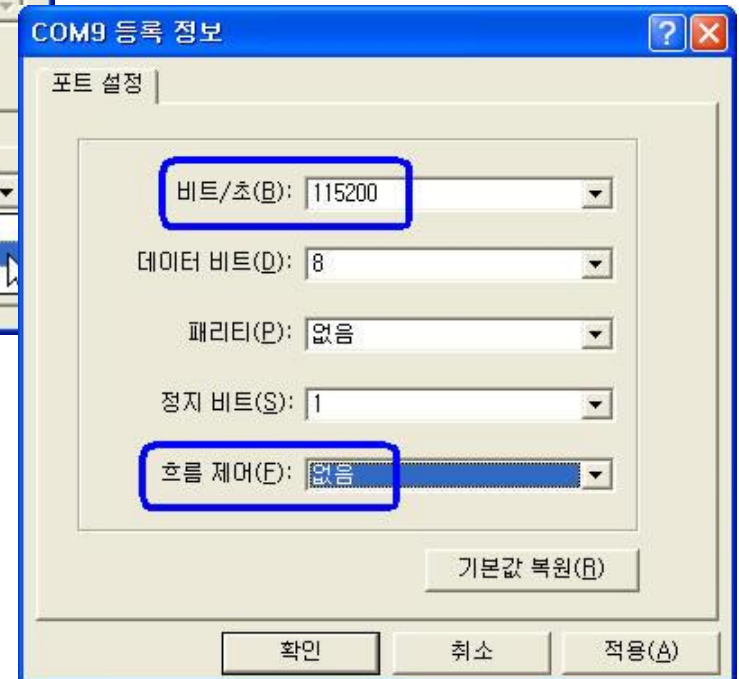 COM9 등록 정보
포트 설정
비트/초(B): 115200
데이터 비트(D): 8
패리티(P): 없음
정지 비트(S): 1
흐름 제어(F): 없음
기본값 복원(R)
확인 취소 적용(A)